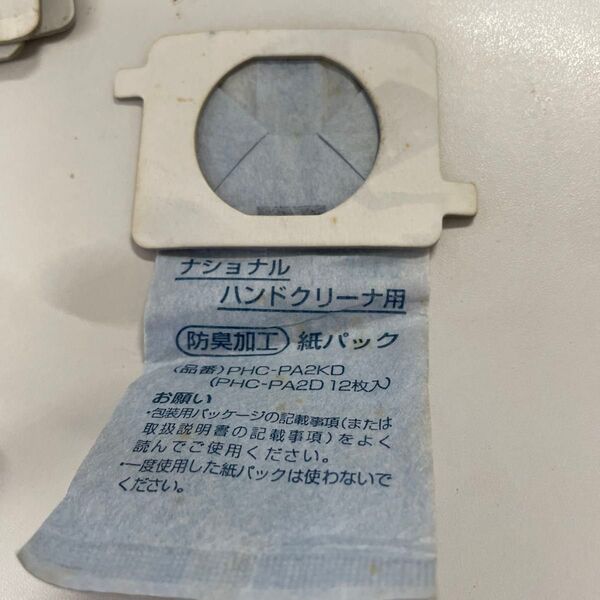 ナショナル
ハンドクリーナ用
防臭加工 紙パック
(品番)PHC-PA2KD
(PHC-PA2D 12枚入)
お願い
・包装用パッケージの記載事項(または
取扱説明書の記載事項)をよく
読んでご使用ください。
・一度使用した紙パックは使わないで
ください。